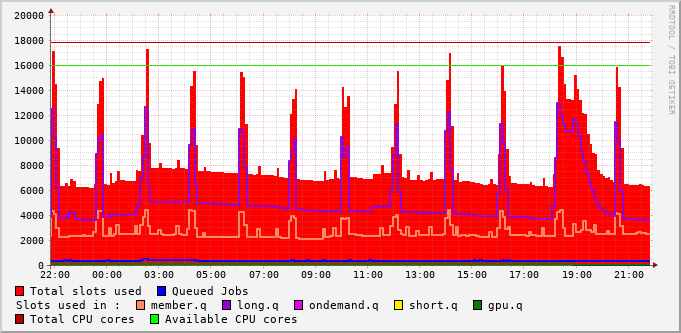 20000
18000
16000
14000
12000
10000
8000
6000
4000
2000
0
22:00 00:00 03:00 05:00 07:00 09:00 11:00 13:00 15:00 17:00 19:00 21:00
RRDTOOL / TOBI OETIKER
Total slots used Queued Jobs
Slots used in : member.q long.q ondemand.q short.q gpu.q
Total CPU cores Available CPU cores